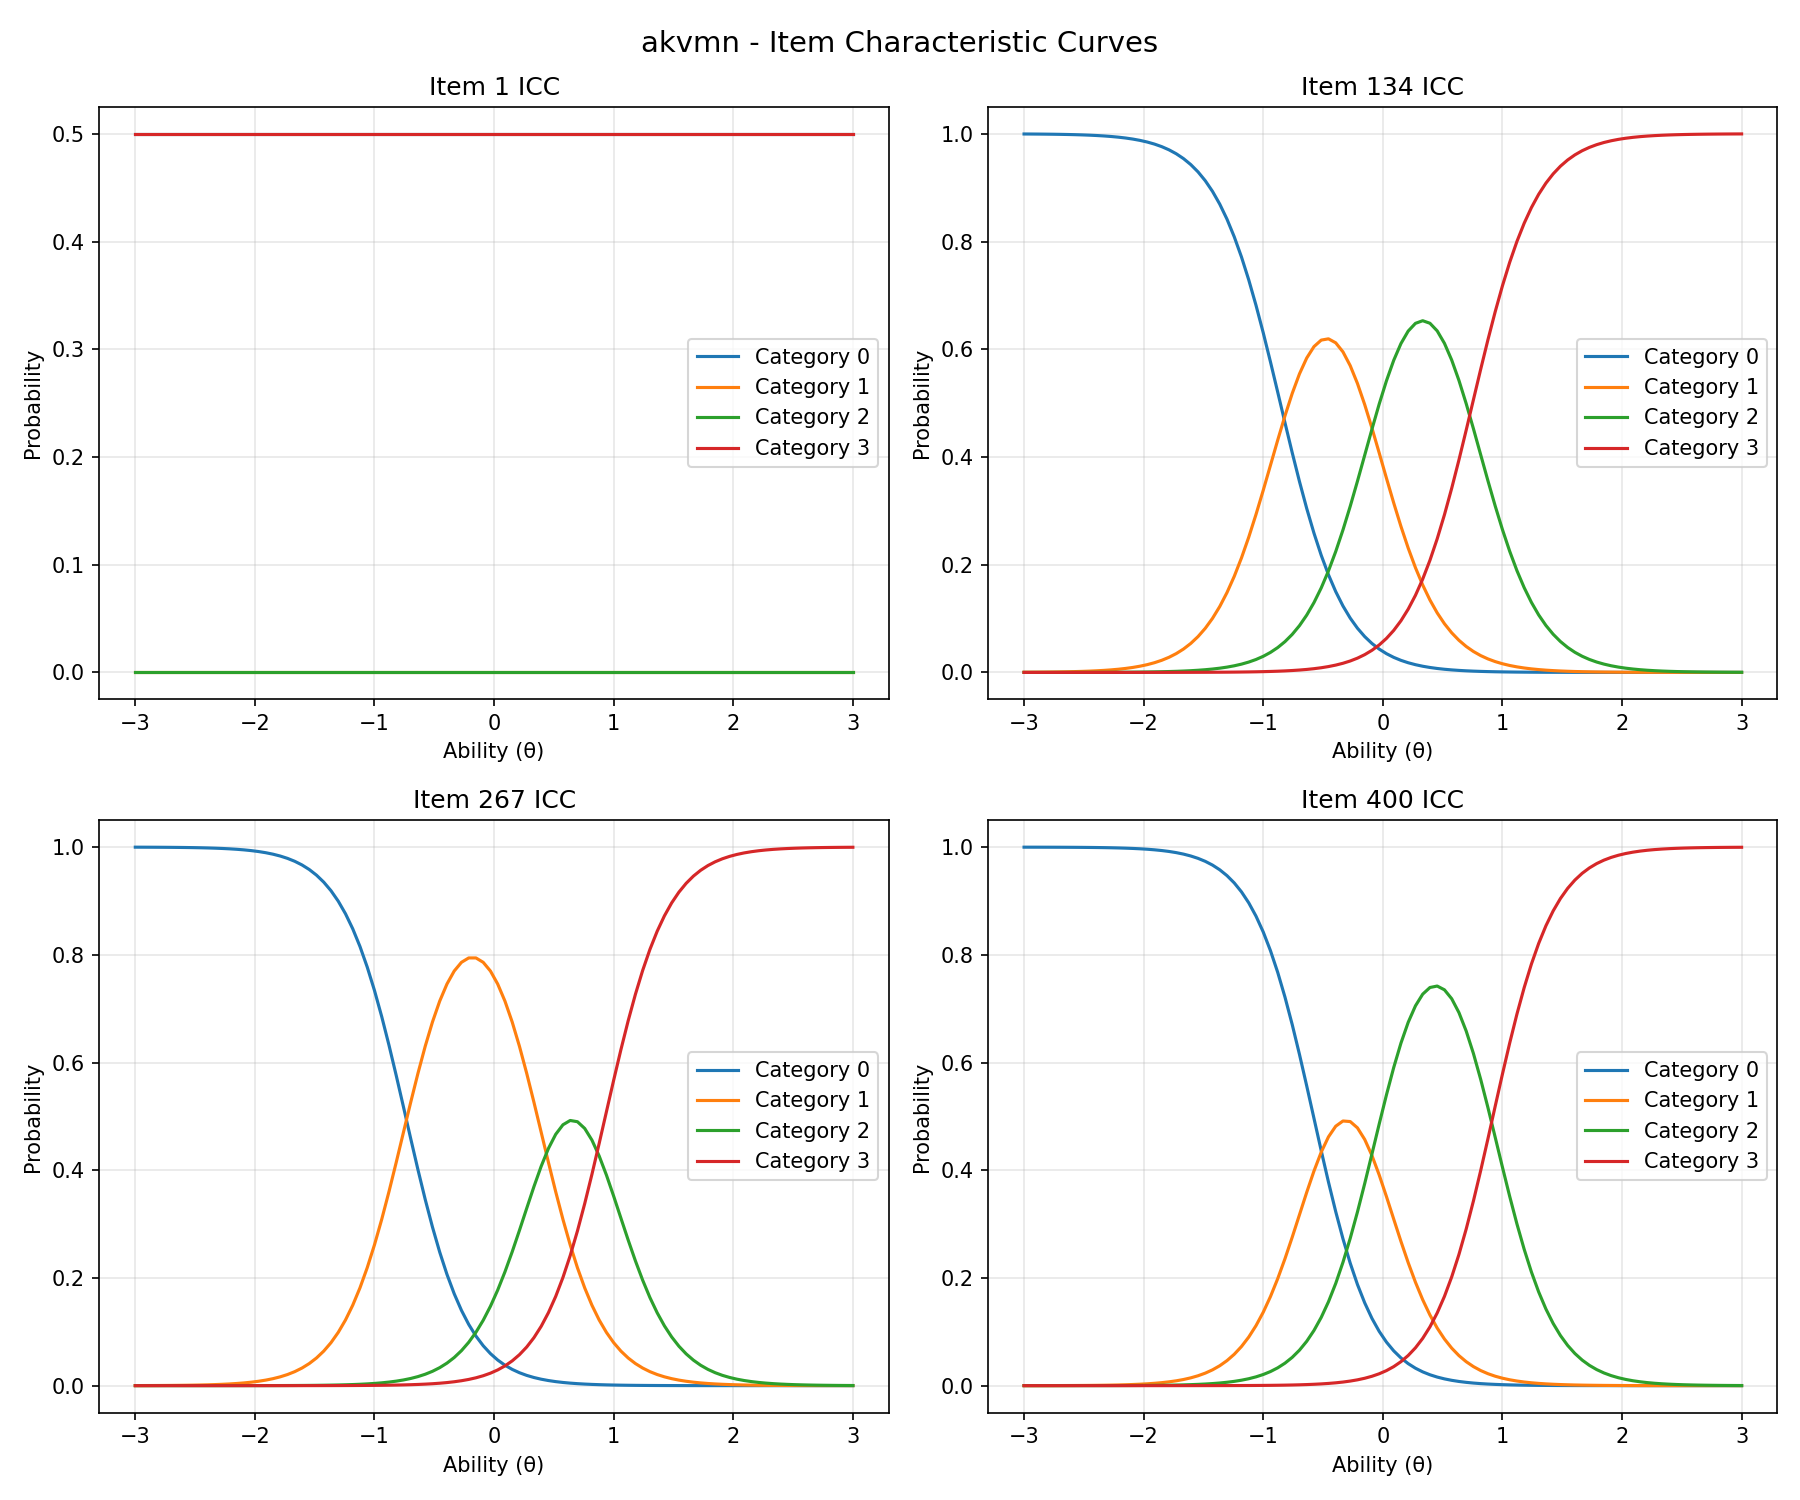 akvmn - Item Characteristic Curves
Item 1 ICC
0.5
0.4
0.3
0.2
0.1
0.0
Probability
−3 −2 −1 0 1 2 3
Ability (θ)
Category 0
Category 1
Category 2
Category 3
Item 134 ICC
1.0
0.8
0.6
0.4
0.2
0.0
Probability
−3 −2 −1 0 1 2 3
Ability (θ)
Category 0
Category 1
Category 2
Category 3
Item 267 ICC
1.0
0.8
0.6
0.4
0.2
0.0
Probability
−3 −2 −1 0 1 2 3
Ability (θ)
Category 0
Category 1
Category 2
Category 3
Item 400 ICC
1.0
0.8
0.6
0.4
0.2
0.0
Probability
−3 −2 −1 0 1 2 3
Ability (θ)
Category 0
Category 1
Category 2
Category 3